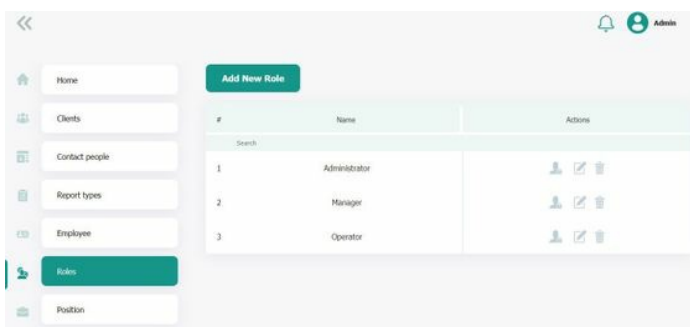 Admin
Home
Clients
Contact people
Report types
Employee
Roles
Position
Add New Role
# Name Actions
Search
1 Administrator
2 Manager
3 Operator